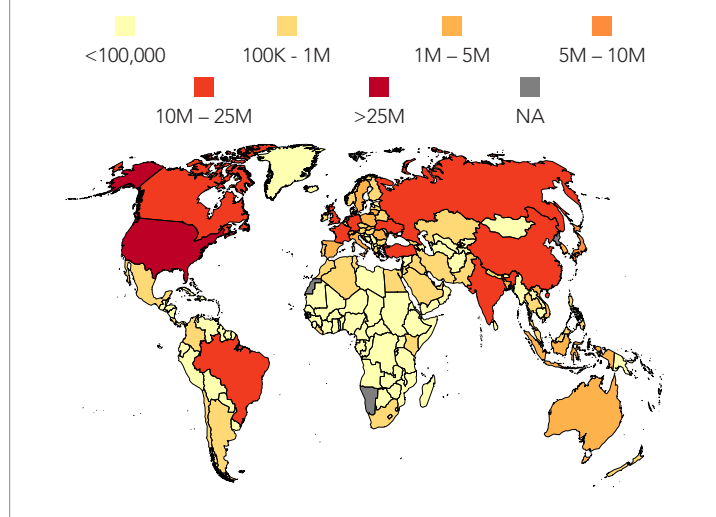 <100,000 100K - 1M 1M – 5M 5M – 10M
10M – 25M >25M NA